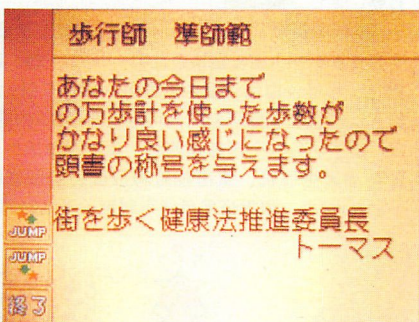 歩行師 準師範
あなたの今日まで
の万歩計を使った歩数が
かなり良い感じになったので
頭書の称号を与えます。
街を歩く健康法推進委員長
トーマス
JUMP
JUMP
終了